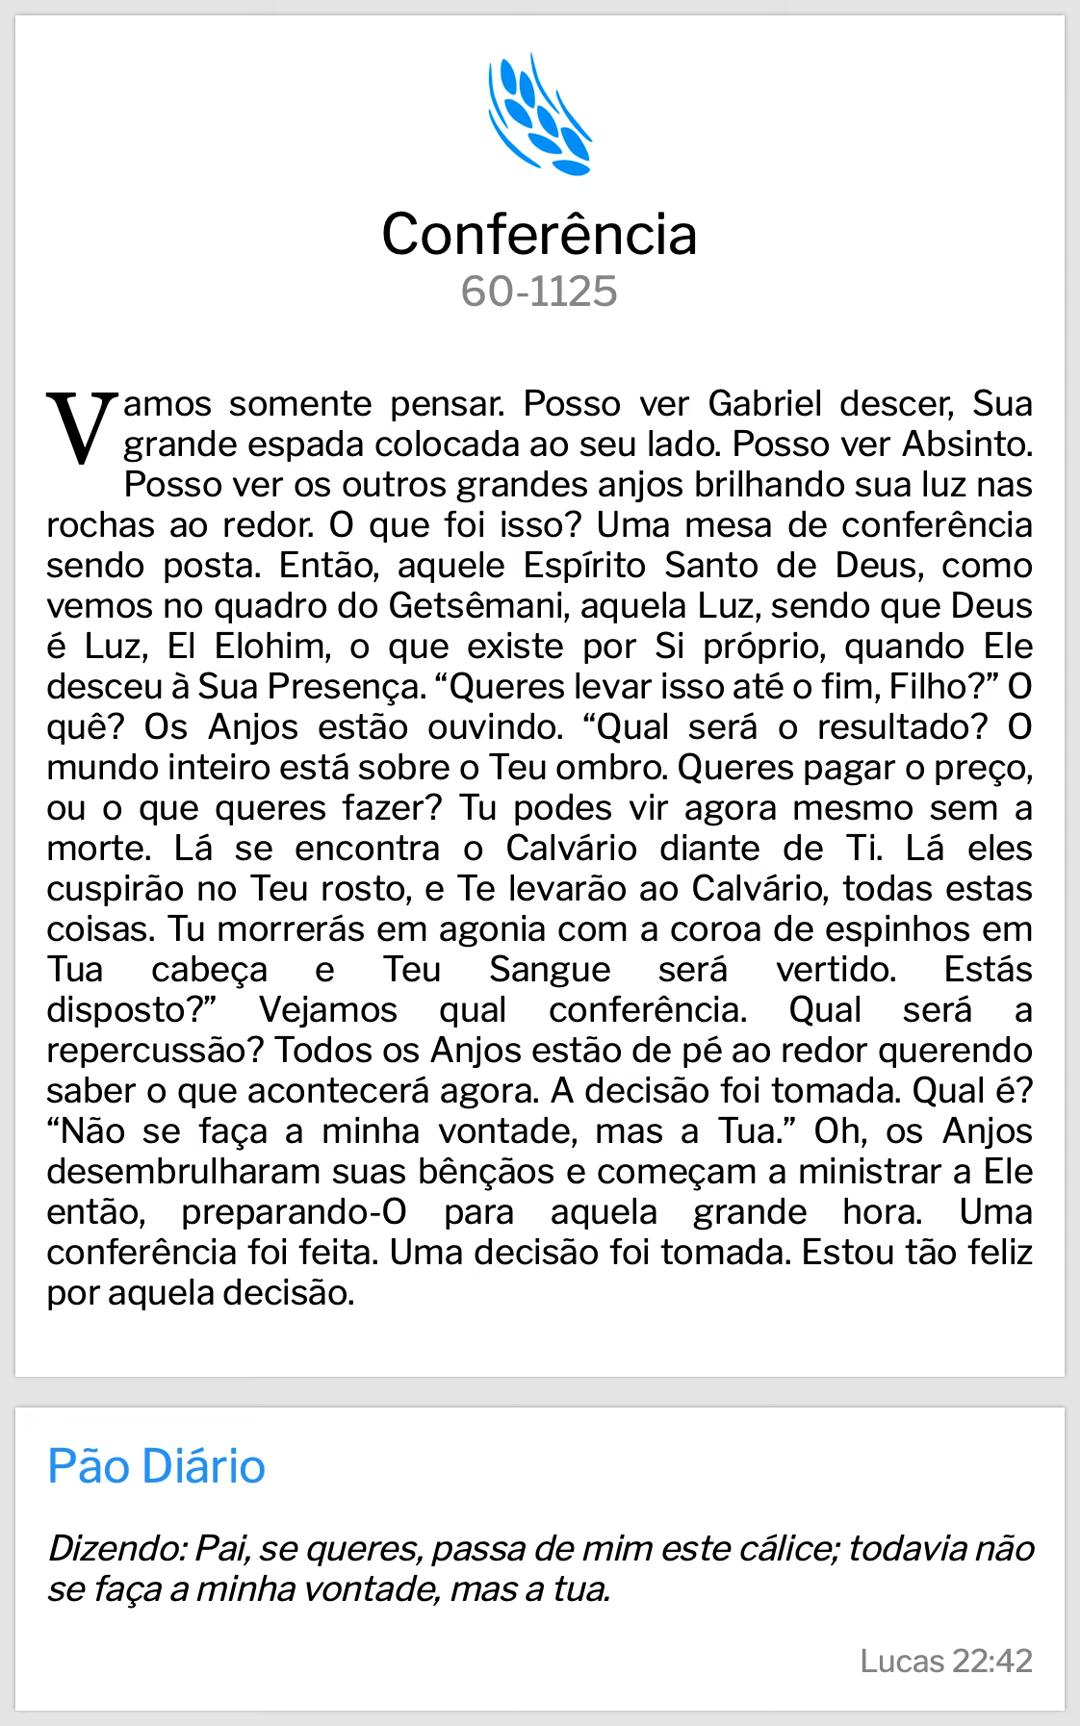 Conferência
60-1125
Vamos somente pensar. Posso ver Gabriel descer, Sua
grande espada colocada ao seu lado. Posso ver Absinto.
Posso ver os outros grandes anjos brilhando sua luz nas
rochas ao redor. O que foi isso? Uma mesa de conferência
sendo posta. Então, aquele Espírito Santo de Deus, como
vemos no quadro do Getsêmani, aquela Luz, sendo que Deus
é Luz, El Elohim, o que existe por Si próprio, quando Ele
desceu à Sua Presença. “Queres levar isso até o fim, Filho?” O
quê? Os Anjos estão ouvindo. “Qual será o resultado? O
mundo inteiro está sobre o Teu ombro. Queres pagar o preço,
ou o que queres fazer? Tu podes vir agora mesmo sem a
morte. Lá se encontra o Calvário diante de Ti. Lá eles
cuspirão no Teu rosto, e Te levarão ao Calvário, todas estas
coisas. Tu morrerás em agonia com a coroa de espinhos em
Tua cabeça e Teu Sangue será vertido. Estás
disposto?” Vejamos qual conferência. Qual será a
repercussão? Todos os Anjos estão de pé ao redor querendo
saber o que acontecerá agora. A decisão foi tomada. Qual é?
“Não se faça a minha vontade, mas a Tua.” Oh, os Anjos
desembrulharam suas bênçãos e começam a ministrar a Ele
então, preparando-O para aquela grande hora. Uma
conferência foi feita. Uma decisão foi tomada. Estou tão feliz
por aquela decisão.
Pão Diário
Dizendo: Pai, se queres, passa de mim este cálice; todavia não
se faça a minha vontade, mas a tua.
Lucas 22:42